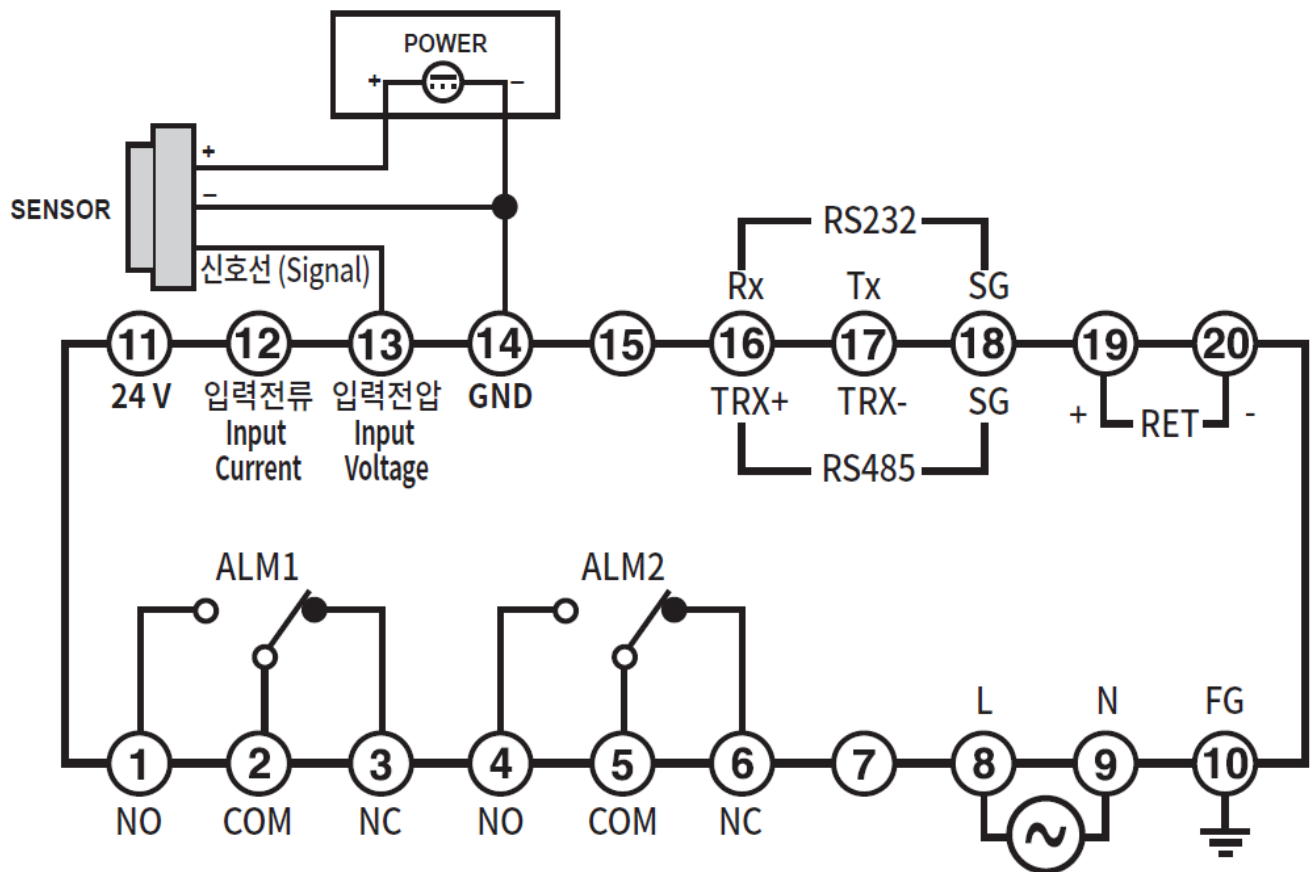 POWER
+ −
+
−
SENSOR
신호선 (Signal)
RS232
Rx Tx SG
11 12 13 14 15 16 17 18 19 20
24 V 입력전류 입력전압 GND
Input Input
Current Voltage
TRX+ TRX- SG
+ RET -
RS485
ALM1 ALM2
L N FG
1 2 3 4 5 6 7 8 9 10
NO COM NC NO COM NC
~